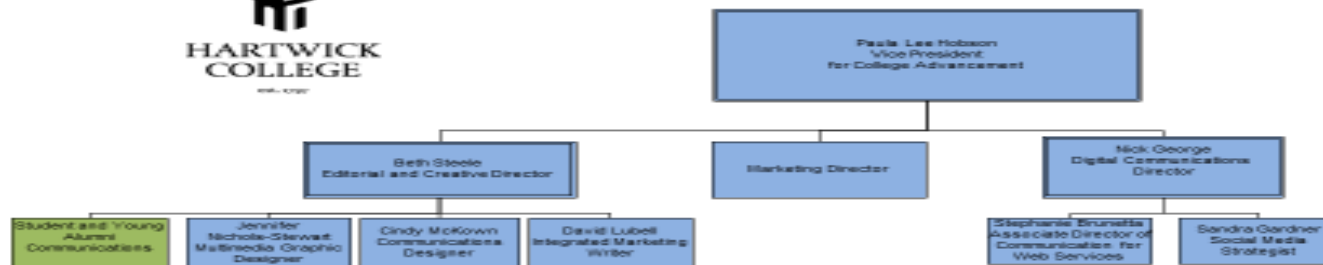 HARTWICK
COLLEGE
Paula Lee Hobson
Vice President
for College Advancement
Beth Steele
Editorial and Creative Director
Marketing Director
Nick George
Digital Communications
Director
Student and Young
Alumni
Communications
Jennifer
Nichols-Stewart
Multimedia Graphic
Designer
Cindy McKown
Communications
Designer
David Lubell
Integrated Marketing
Writer
Stephanie Brunetta
Associate Director of
Communication for
Web Services
Sandra Gardner
Social Media
Strategist